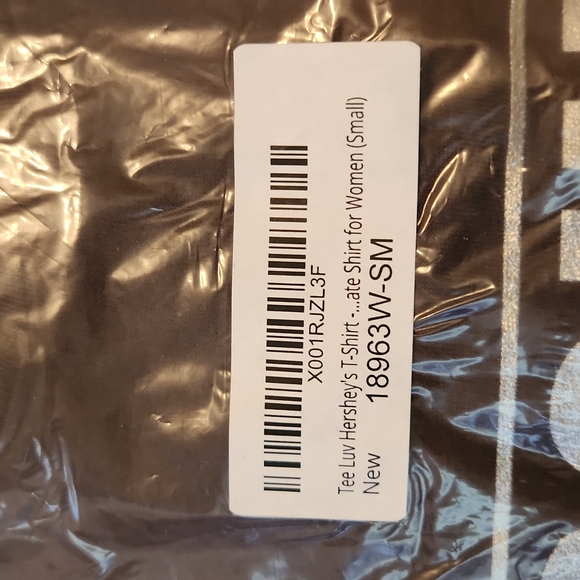 X001RJZL3F
Tee Luv Hershey's T-Shirt -...ate Shirt for Women (Small)
New
18963W-SM